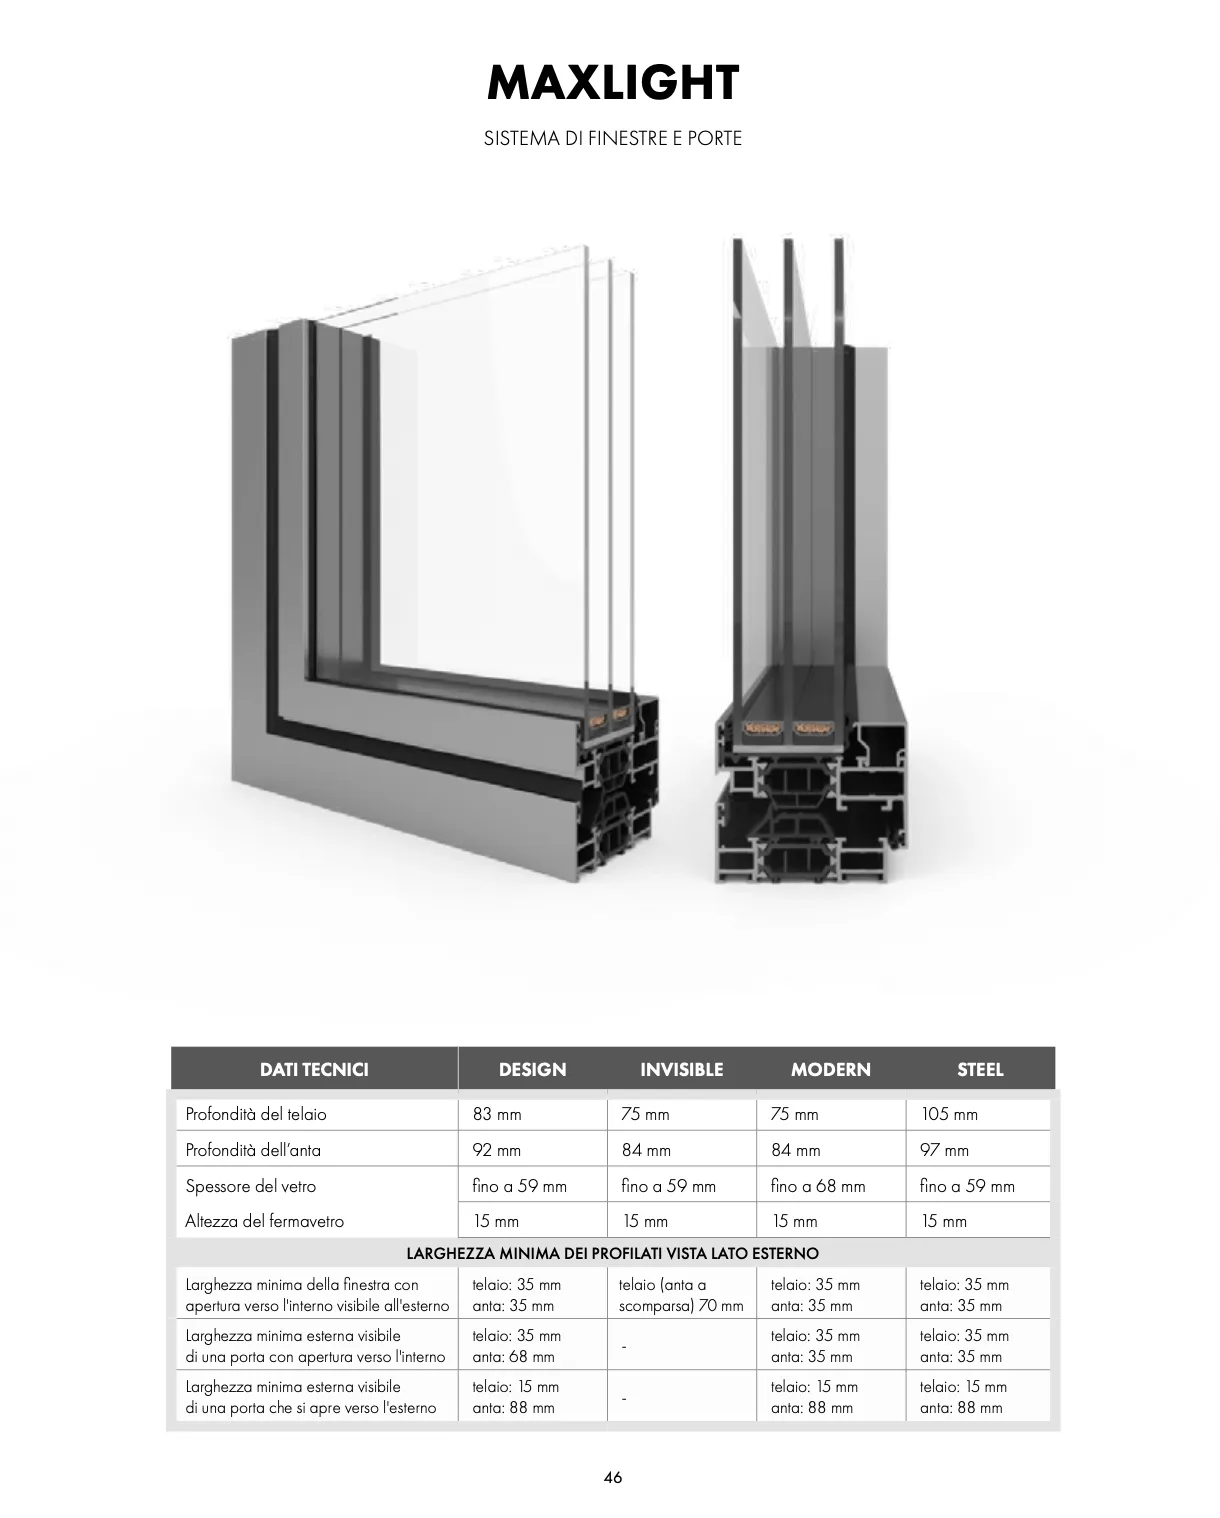 MAXLIGHT
SISTEMA DI FINESTRE E PORTE
DATI TECNICI DESIGN INVISIBLE MODERN STEEL
Profondità del telaio 83 mm 75 mm 75 mm 105 mm
Profondità dell’anta 92 mm 84 mm 84 mm 97 mm
Spessore del vetro fino a 59 mm fino a 59 mm fino a 68 mm fino a 59 mm
Altezza del fermavetro 15 mm 15 mm 15 mm 15 mm
LARGHEZZA MINIMA DEI PROFILATI VISTA LATO ESTERNO
Larghezza minima della finestra con telaio: 35 mm telaio (anta a telaio: 35 mm telaio: 35 mm
apertura verso l'interno visibile all'esterno anta: 35 mm scomparsa) 70 mm anta: 35 mm anta: 35 mm
Larghezza minima esterna visibile telaio: 35 mm - telaio: 35 mm telaio: 35 mm
di una porta con apertura verso l'interno anta: 68 mm anta: 35 mm anta: 35 mm
Larghezza minima esterna visibile telaio: 15 mm - telaio: 15 mm telaio: 15 mm
di una porta che si apre verso l'esterno anta: 88 mm anta: 88 mm anta: 88 mm
46